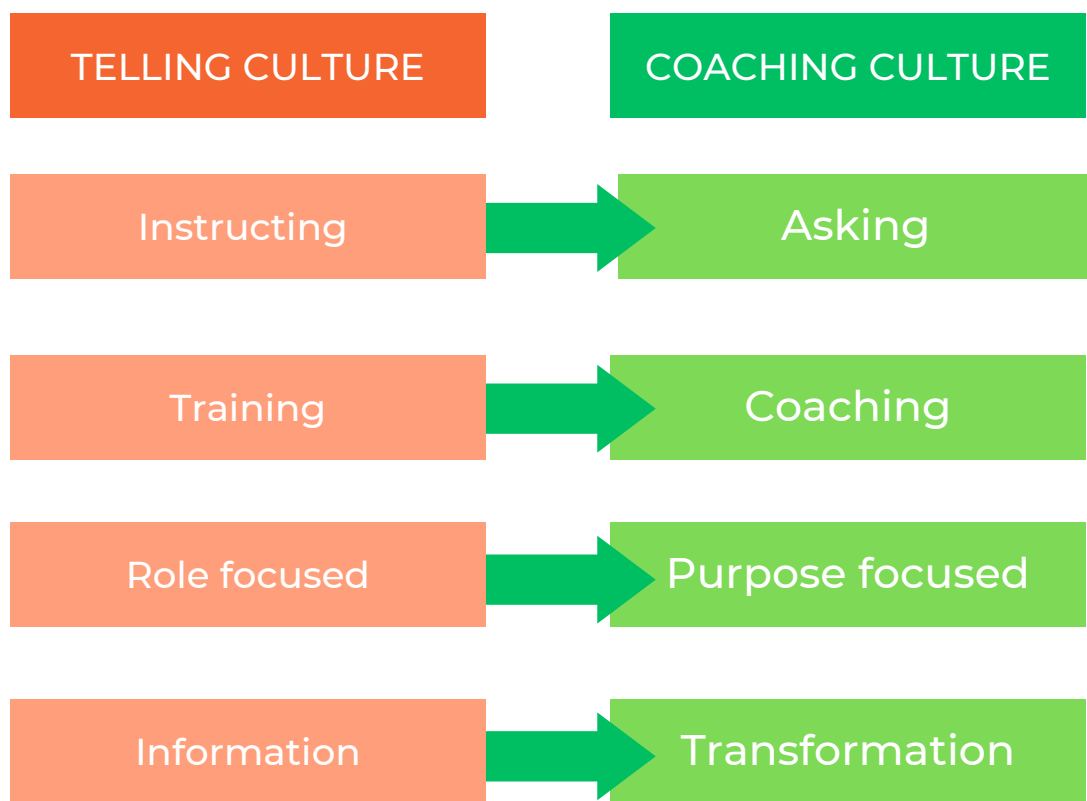 TELLING CULTURE
COACHING CULTURE
Instructing
Asking
Training
Coaching
Role focused
Purpose focused
Information
Transformation